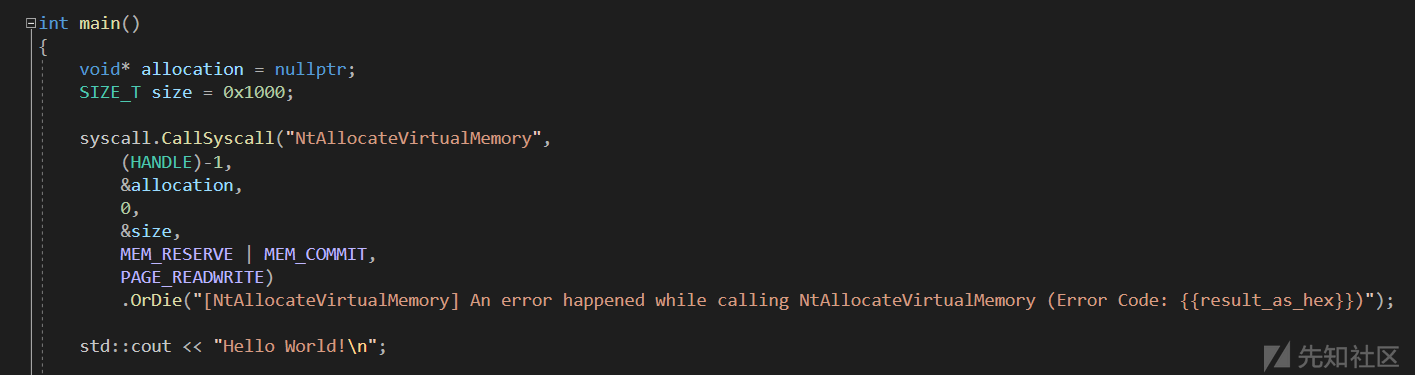 int main()
{
    void* allocation = nullptr;
    SIZE_T size = 0x1000;
    syscall.CallSyscall("NtAllocateVirtualMemory",
        (HANDLE)-1,
        &allocation,
        0,
        &size,
        MEM_RESERVE | MEM_COMMIT,
        PAGE_READWRITE)
        .OrDie("[NtAllocateVirtualMemory] An error happened while calling NtAllocateVirtualMemory (Error Code: {{result_as_hex}})");
    std::cout << "Hello World!\n";
先知社区